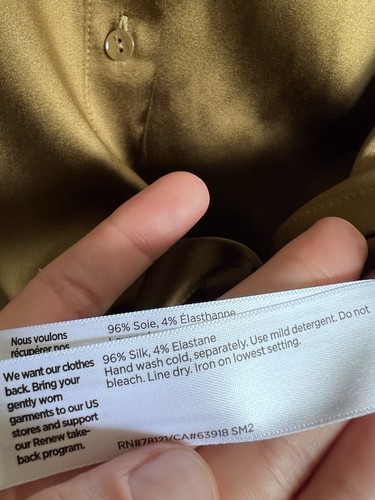 Nous voulons
récupérer nos
96% Soie, 4% Élasthanne
We want our clothes
back. Bring your
gently worn
garments to our US
stores and support
our Renew take-
back program.
96% Silk, 4% Elastane
Hand wash cold, separately. Use mild detergent. Do not
bleach. Line dry. Iron on lowest setting.
RN#78121/CA#63918 SM2